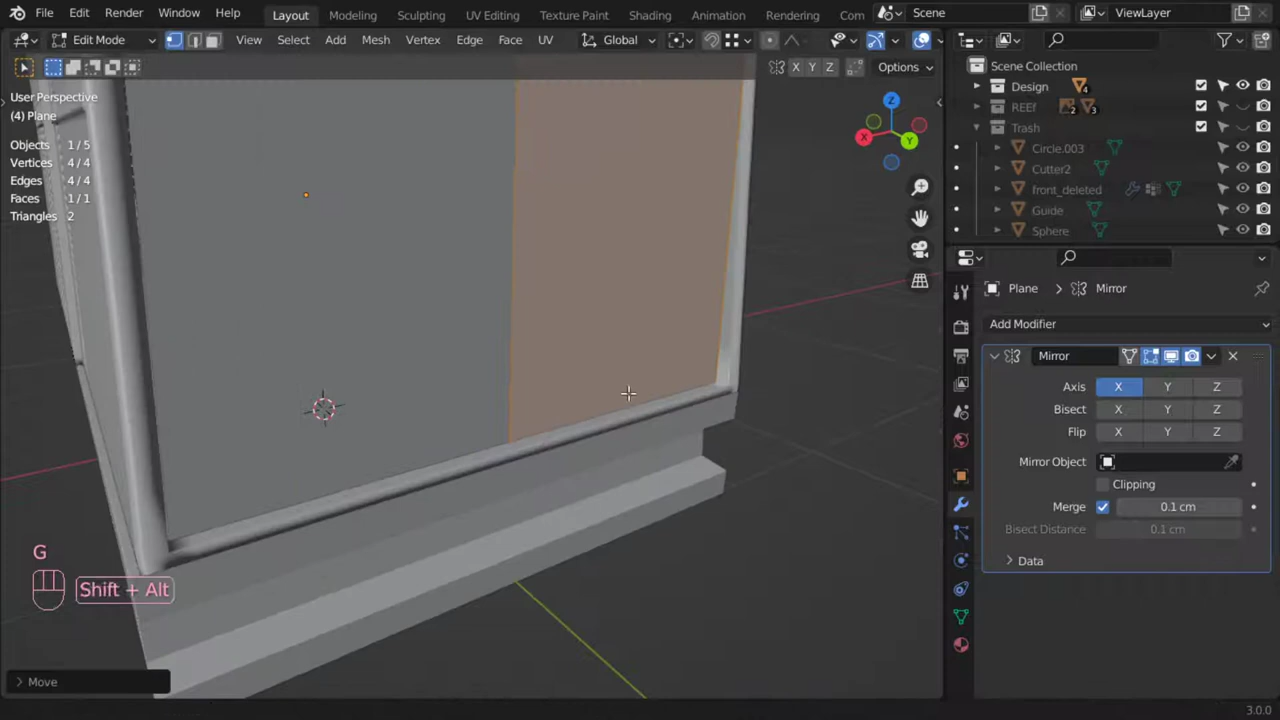 File Edit Render Window Help Layout Modeling Sculpting UV Editing Texture Paint Shading Animation Rendering Com Scene ViewLayer
Edit Mode View Select Add Mesh Vertex Edge Face UV Global
X Y Z Options
User Perspective
(4) Plane
Objects 1 / 5
Vertices 4 / 4
Edges 4 / 4
Faces 1 / 1
Triangles 2
Z
X Y
G
Shift + Alt
> Move
Scene Collection
Design 4
REEf 2 3
Trash
Circle.003
Cutter2
front_deleted
Guide
Sphere
Plane > Mirror
Add Modifier
Mirror
Axis X Y Z
Bisect X Y Z
Flip X Y Z
Mirror Object
Clipping
Merge 0.1 cm
Bisect Distance 0.1 cm
> Data
3.0.0